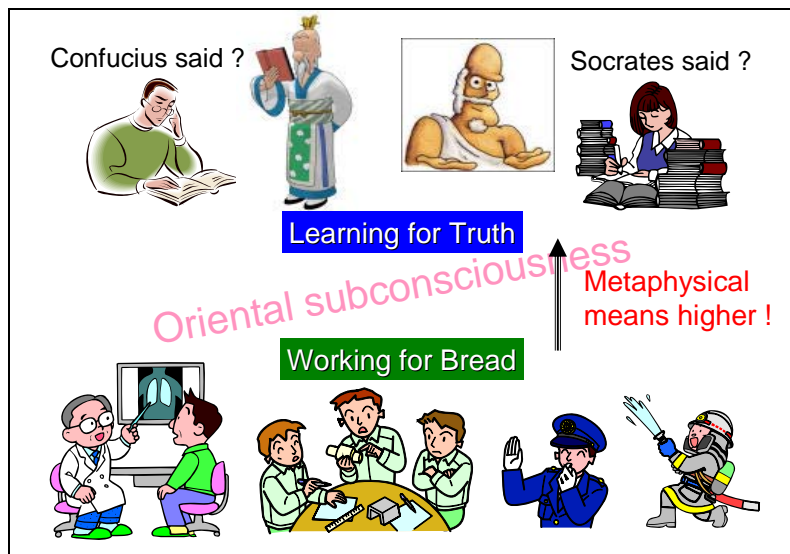 Confucius said ?
Socrates said ?
Learning for Truth
Oriental subconsciousness
Metaphysical
means higher !
Working for Bread